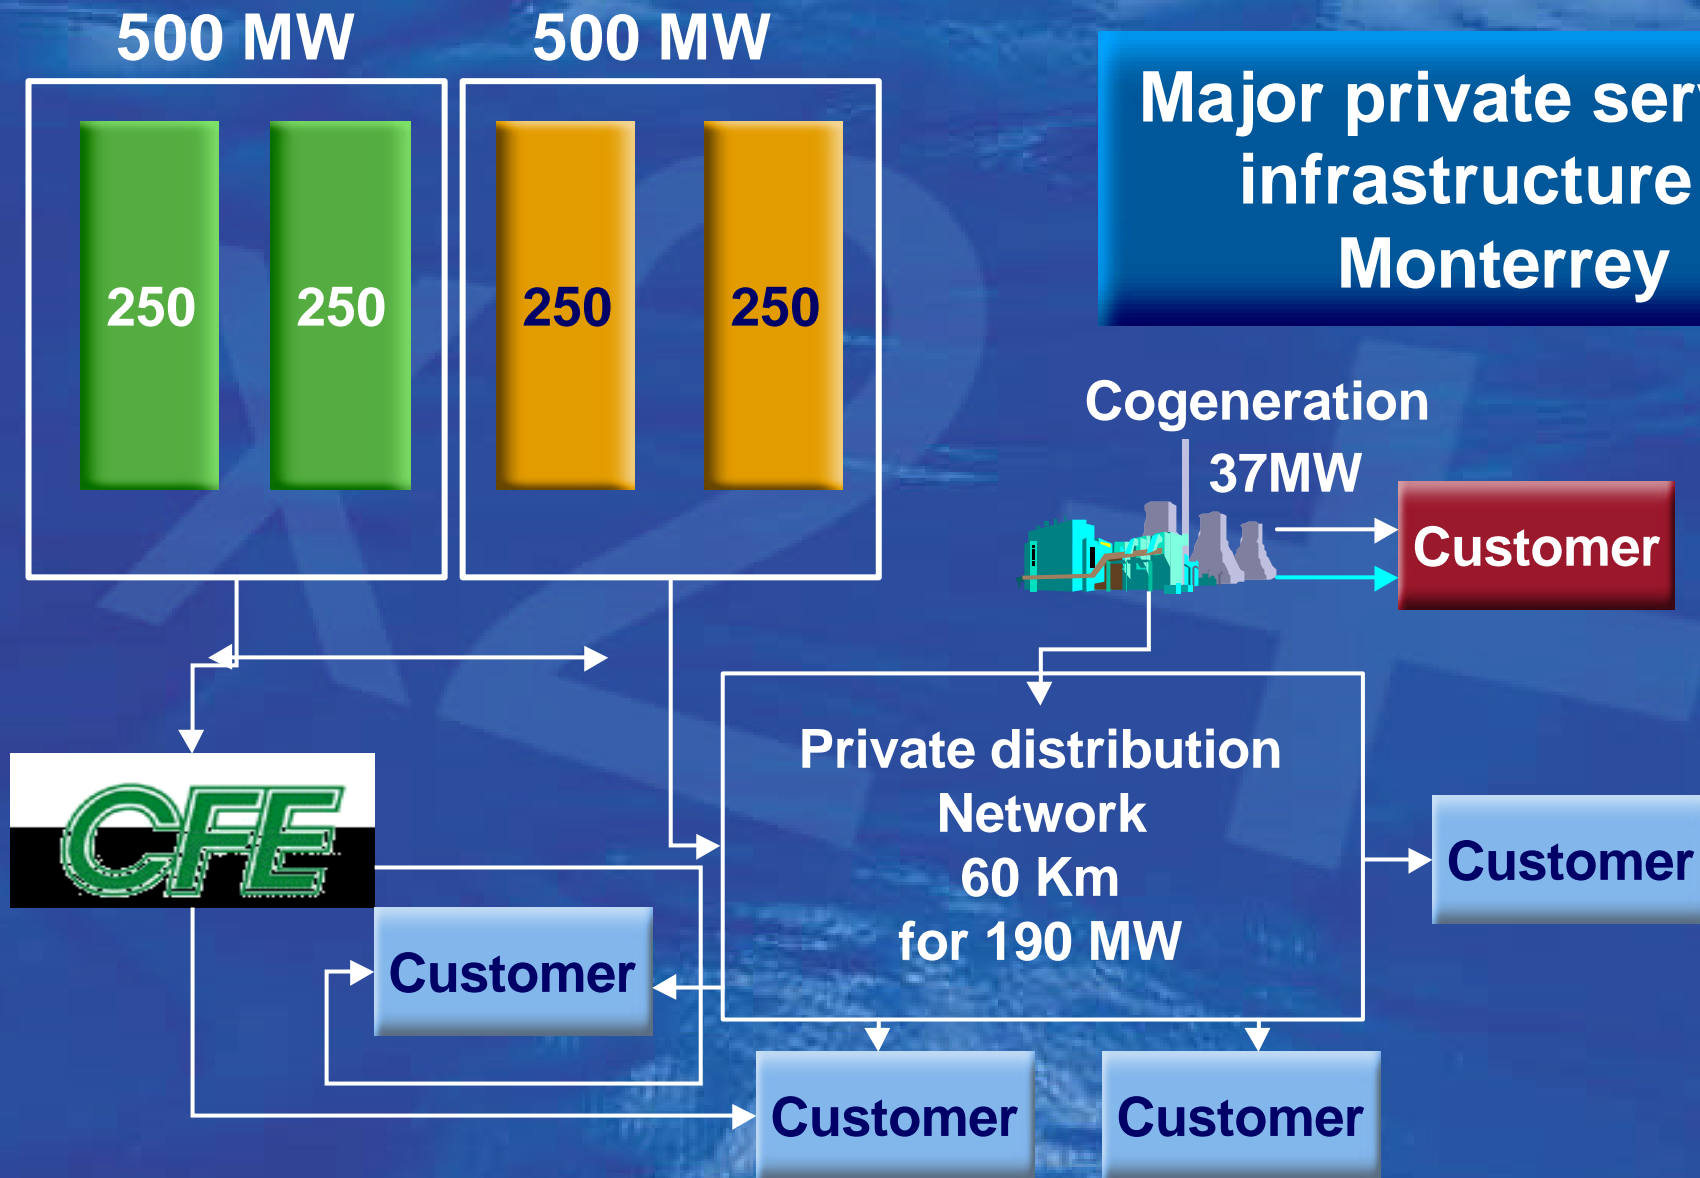 500 MW
500 MW
Major private
infrastructure
Monterrey
250
250
250
250
Cogeneration
37MW
Customer
Private distribution
Network
60 Km
for 190 MW
CFE
Customer
Customer
Customer
Customer